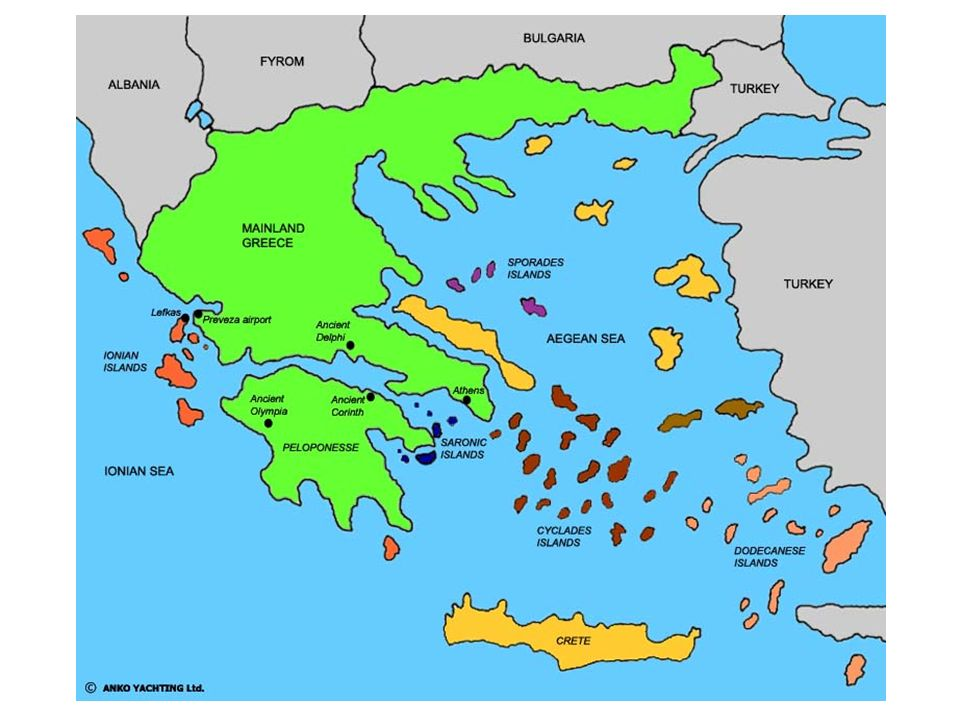 BULGARIA
FYROM
ALBANIA
TURKEY
MAINLAND
GREECE
SPORADES
ISLANDS
TURKEY
Lefkas
Preveza airport
Ancient
Delphi
AEGEAN SEA
IONIAN
ISLANDS
Athens
Ancient
Olympia
Ancient
Corinth
PELOPONESSE
SARONIC
ISLANDS
IONIAN SEA
CYCLADES
ISLANDS
DODECANESE
ISLANDS
CRETE
© ANKO YACHTING Ltd.